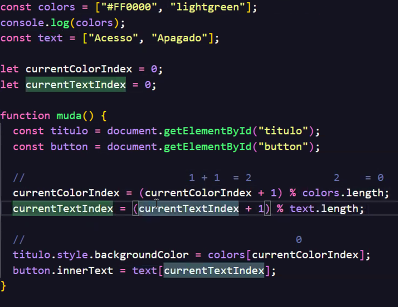 const colors = ["#FF0000", "lightgreen"];
console.log(colors);
const text = ["Acesso", "Apagado"];
let currentColorIndex = 0;
let currentTextIndex = 0;
function muda() {
const titulo = document.getElementById("titulo");
const button = document.getElementById("button");
// 1 + 1 = 2 2 = 0
currentColorIndex = (currentColorIndex + 1) % colors.length;
currentTextIndex = (currentTextIndex + 1) % text.length;
// 0
titulo.style.backgroundColor = colors[currentColorIndex];
button.innerText = text[currentTextIndex];
}